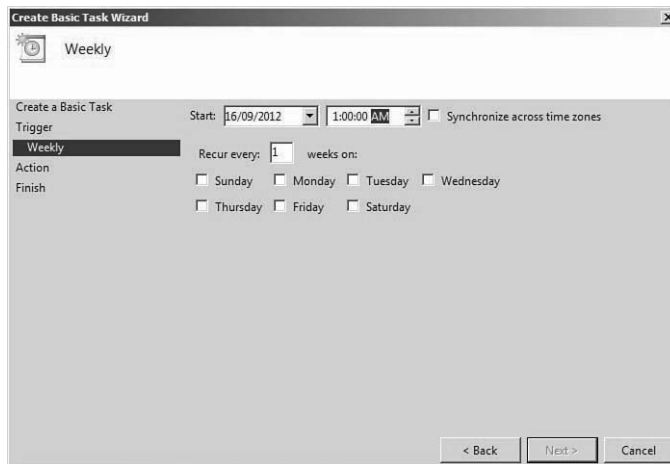 Create Basic Task Wizard
Weekly
Create a Basic Task
Trigger
Weekly
Action
Finish
Start: 16/09/2012 1:00:00 AM Synchronize across time zones
Recur every: 1 weeks on:
Sunday Monday Tuesday Wednesday
Thursday Friday Saturday
< Back Next > Cancel